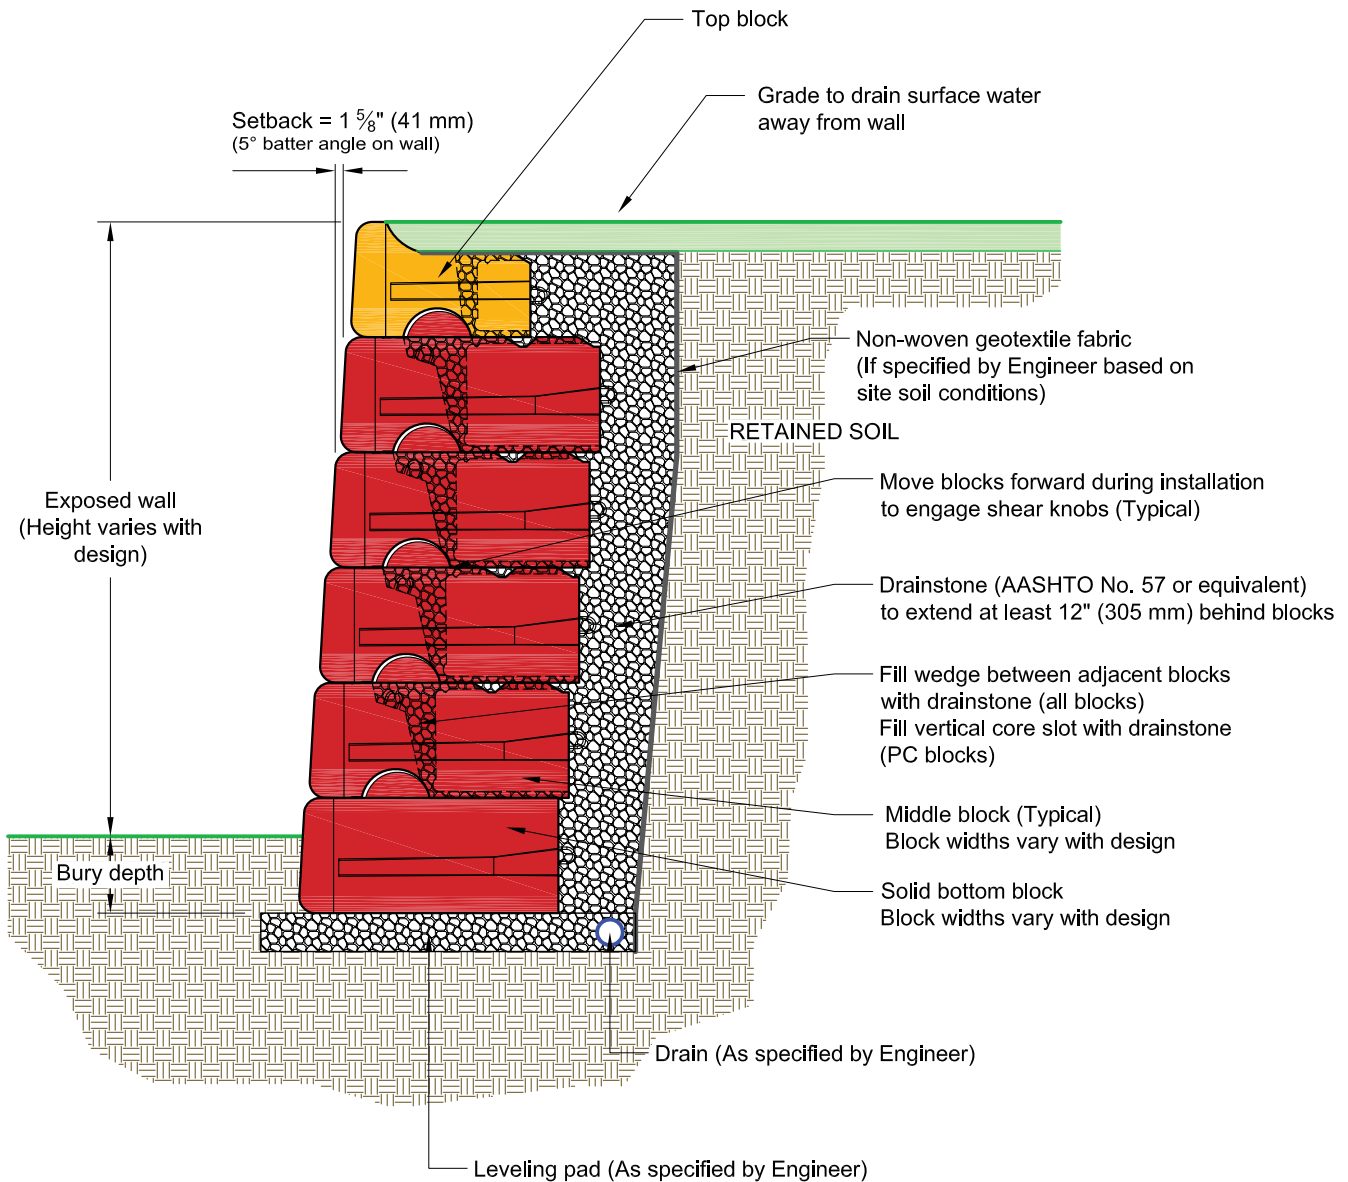 Top block
Grade to drain surface water
away from wall
Setback = 1 5/8" (41 mm)
(5° batter angle on wall)
Non-woven geotextile fabric
(If specified by Engineer based on
site soil conditions)
RETAINED SOIL
Move blocks forward during installation
to engage shear knobs (Typical)
Exposed wall
(Height varies with
design)
Drainstone (AASHTO No. 57 or equivalent)
to extend at least 12" (305 mm) behind blocks
Fill wedge between adjacent blocks
with drainstone (all blocks)
Fill vertical core slot with drainstone
(PC blocks)
Middle block (Typical)
Block widths vary with design
Bury depth
Solid bottom block
Block widths vary with design
Drain (As specified by Engineer)
Leveling pad (As specified by Engineer)